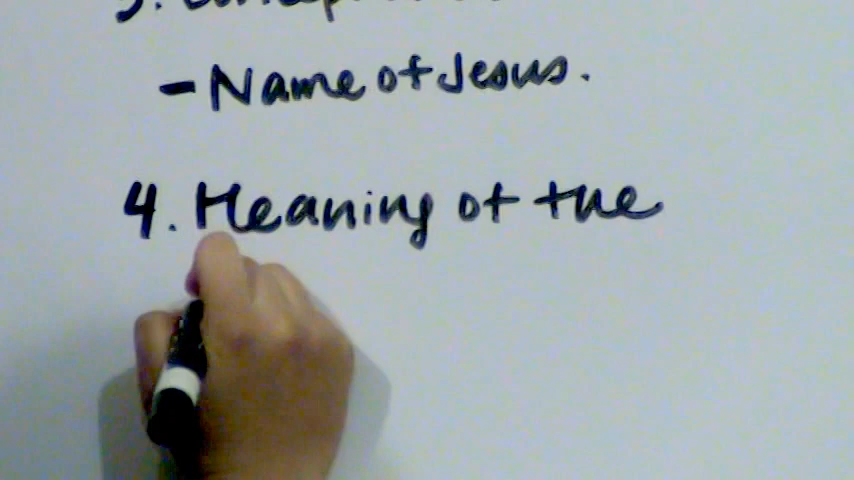 - Name of Jesus.
4. Meaning of the